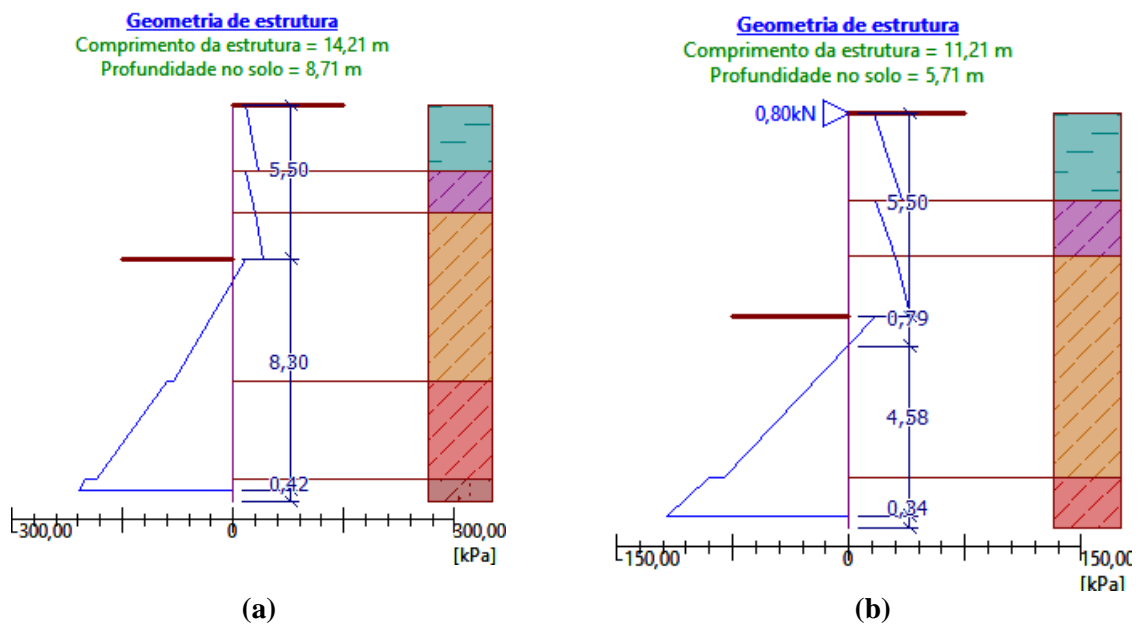 Geometria de estrutura
Comprimento da estrutura = 14,21 m
Profundidade no solo = 8,71 m
5,50
8,30
0,42
-300,00
0
300,00
[kPa]
(a)
Geometria de estrutura
Comprimento da estrutura = 11,21 m
Profundidade no solo = 5,71 m
0,80kN
5,50
0,79
4,58
0,34
-150,00
0
150,00
[kPa]
(b)